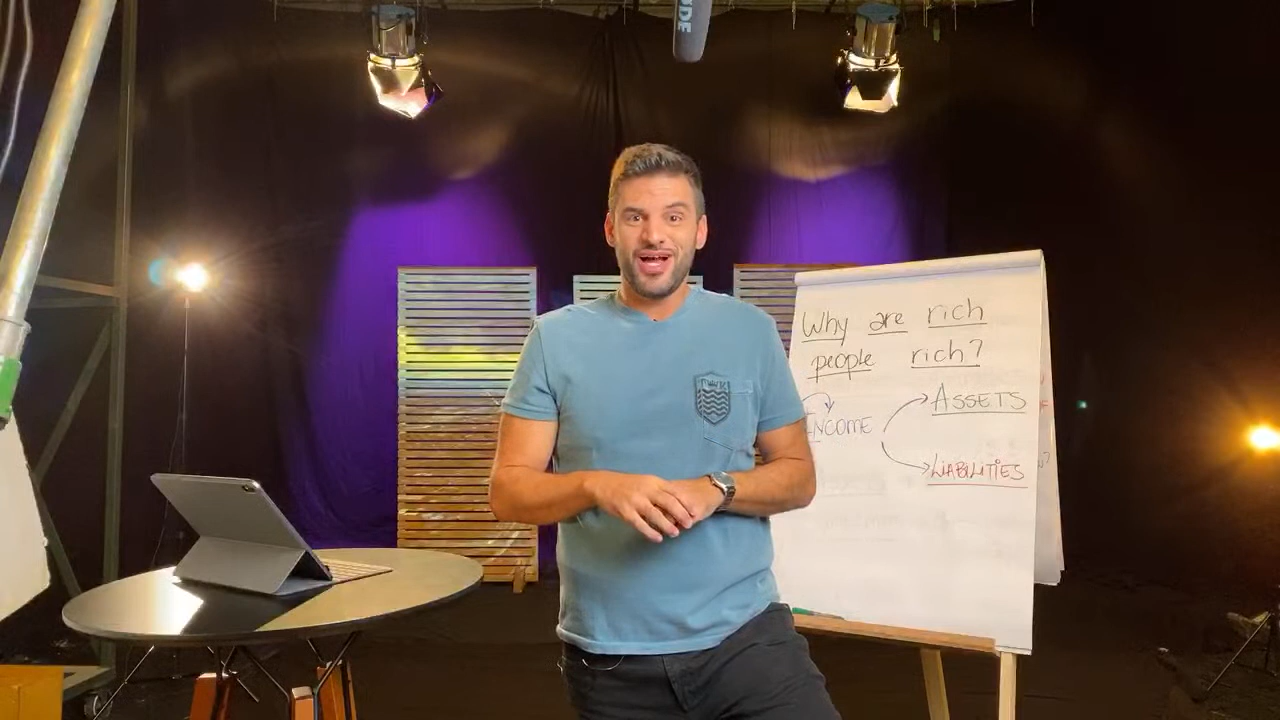 Why are rich
people rich?
INCOME
ASSETS
LIABILITIES